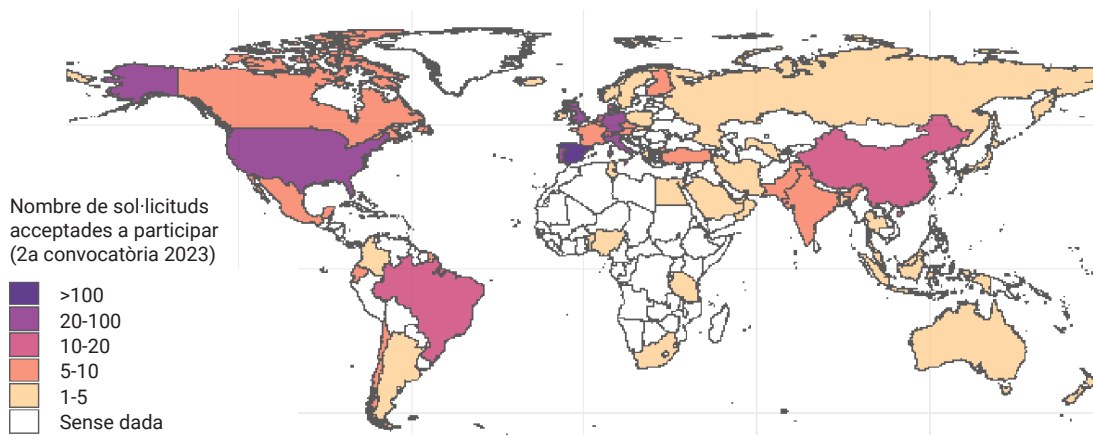 Nombre de sol·licituds
acceptades a participar
(2a convocatòria 2023)
>100
20-100
10-20
5-10
1-5
Sense dada